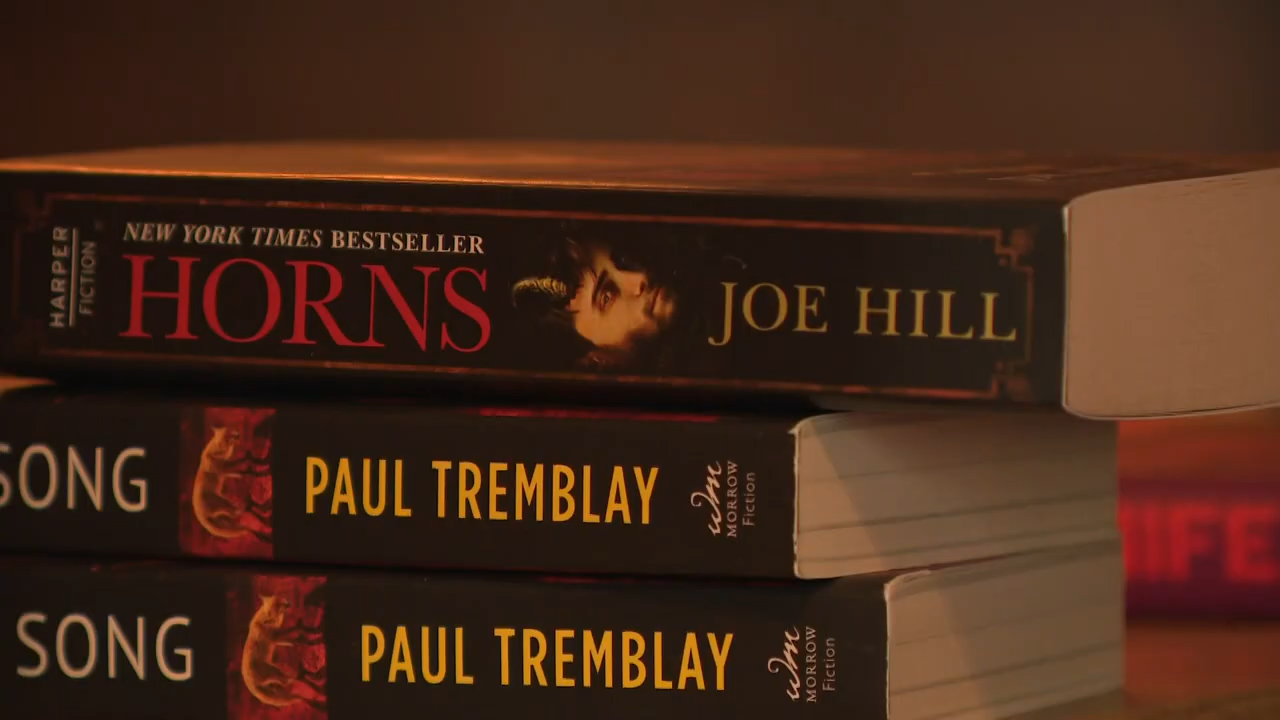 HARPER
FICTION
NEW YORK TIMES BESTSELLER
HORNS
JOE HILL
SONG
PAUL TREMBLAY
wm
MORROW
Fiction
SONG
PAUL TREMBLAY
wm
MORROW
Fiction